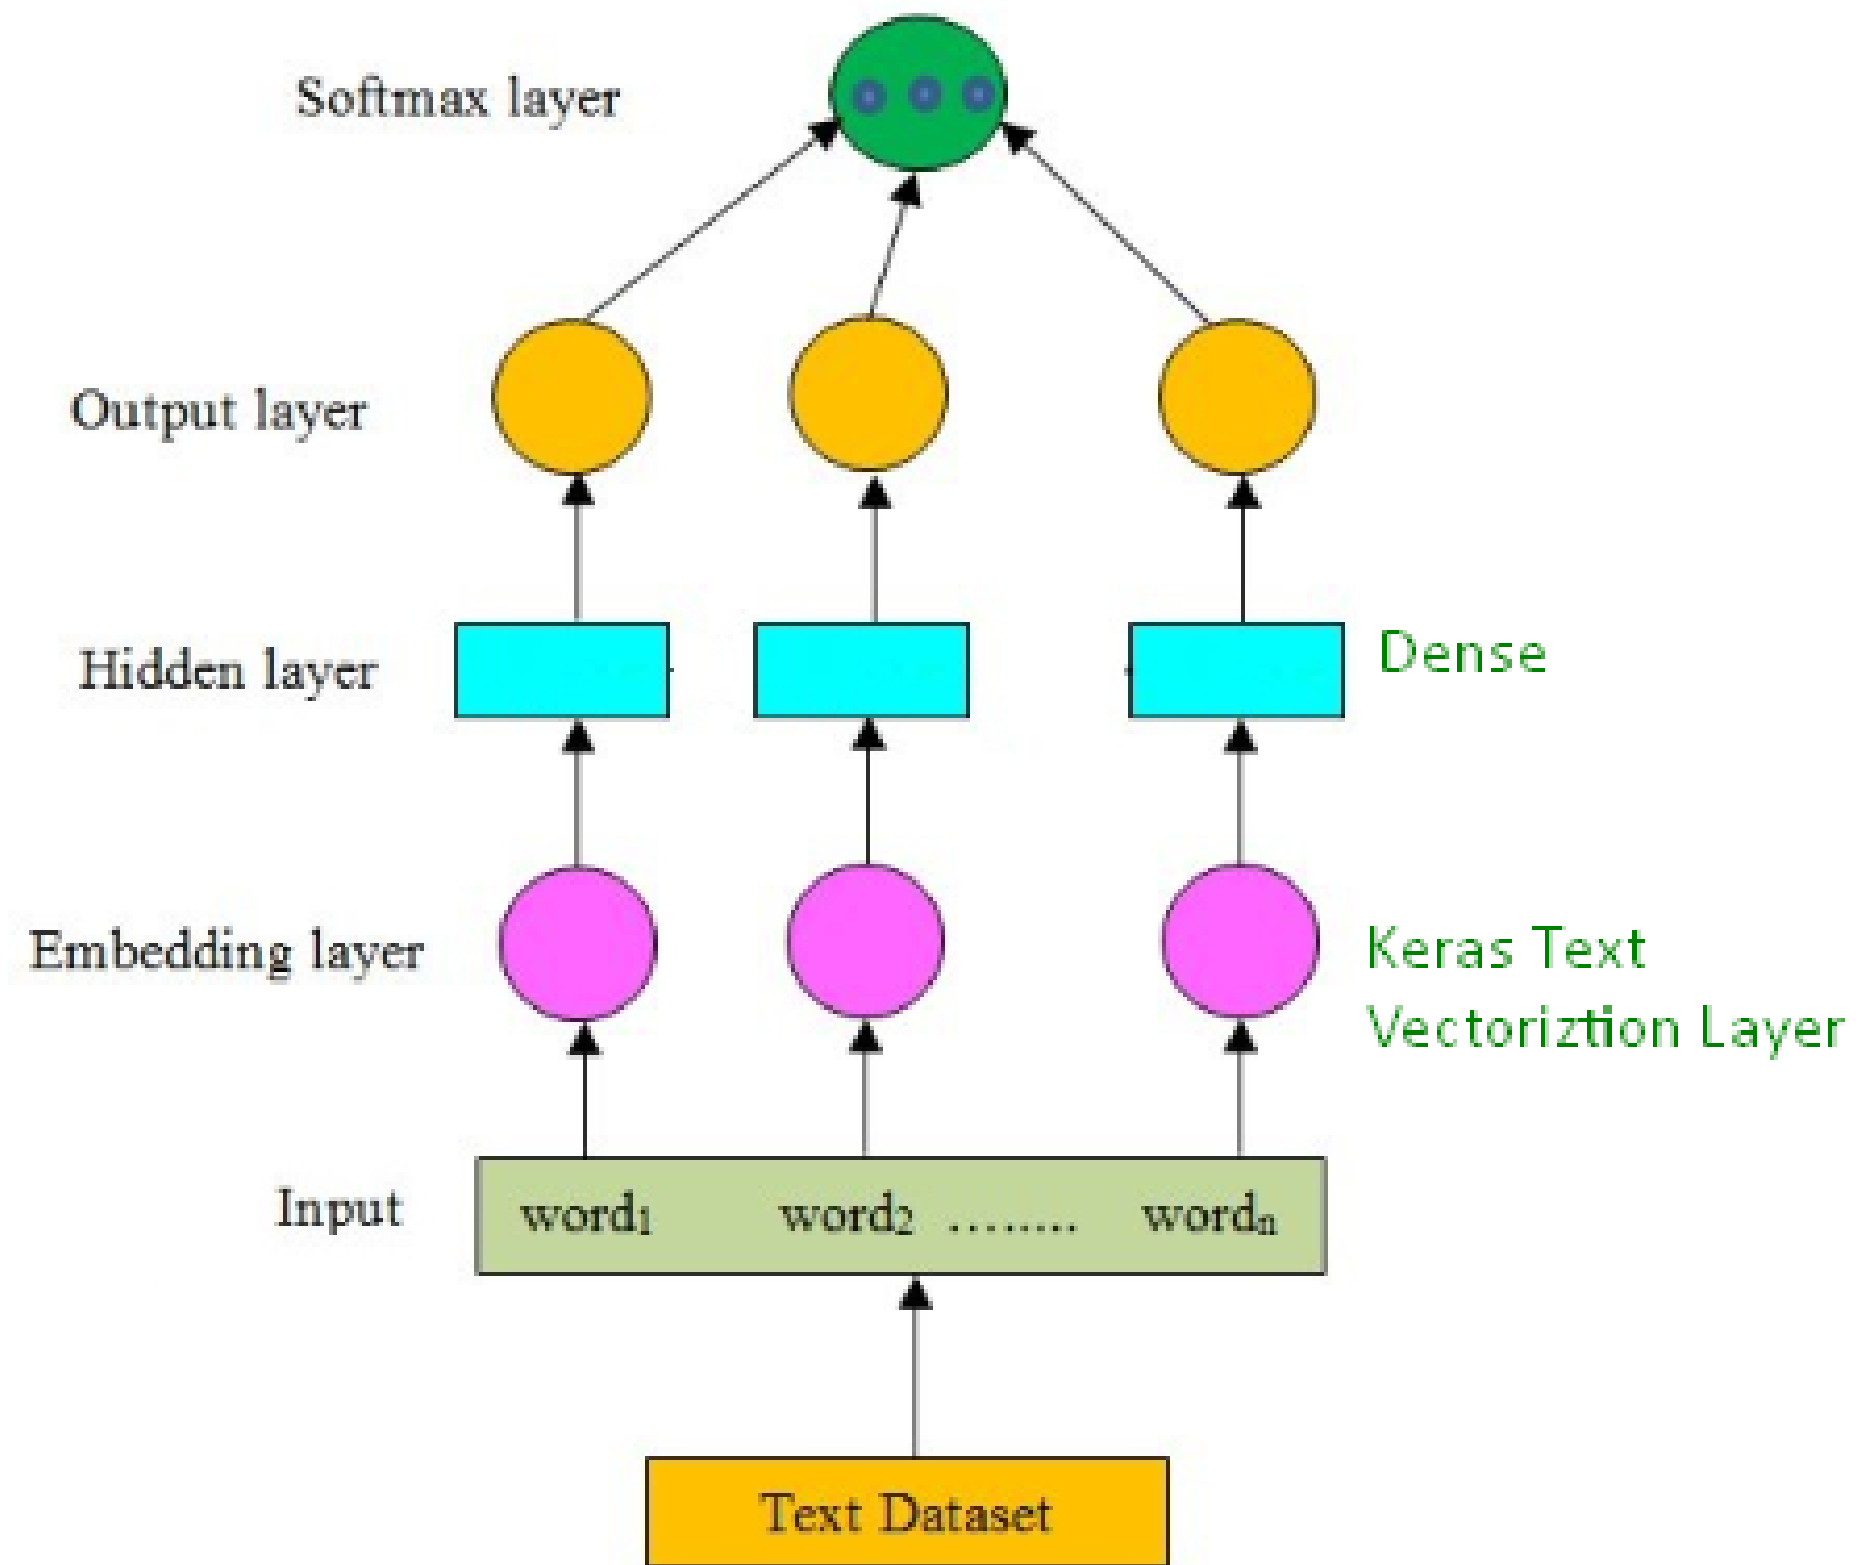 Softmax layer
Output layer
Hidden layer
Dense
Embedding layer
Keras Text
Vectoriztion Layer
Input
word1 word2 ......... wordn
Text Dataset